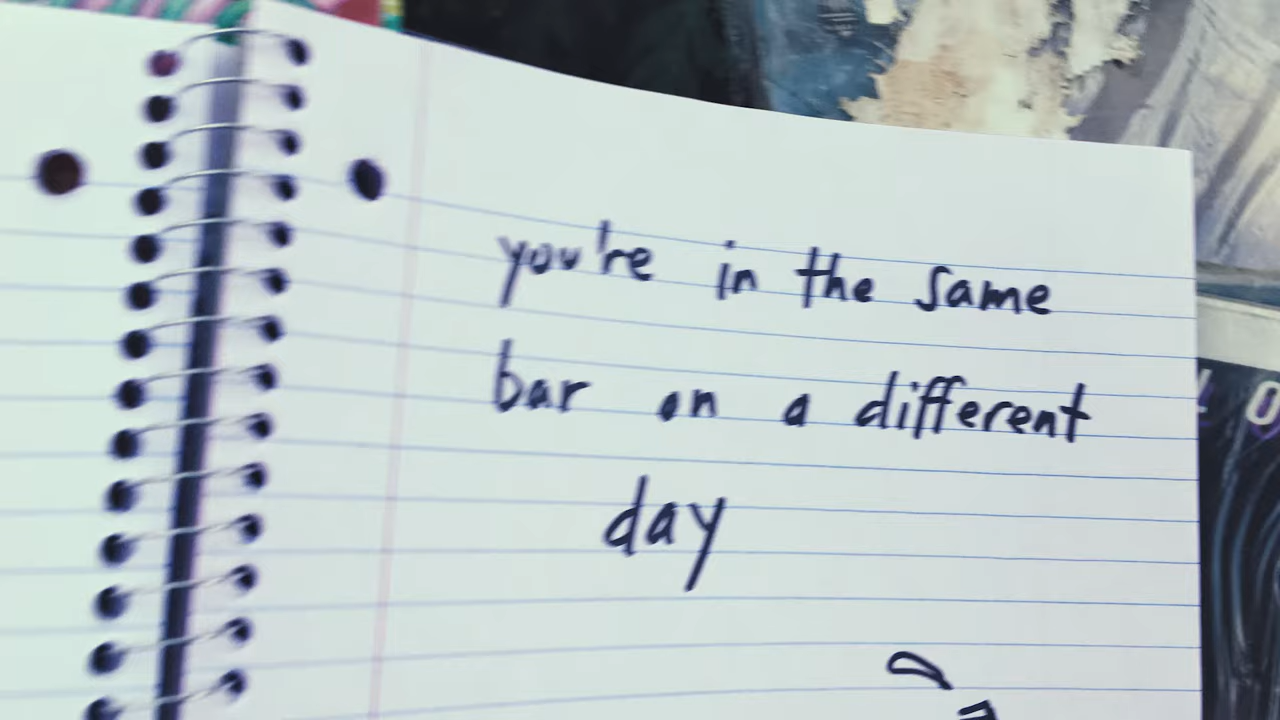 you're in the same
bar on a different
day